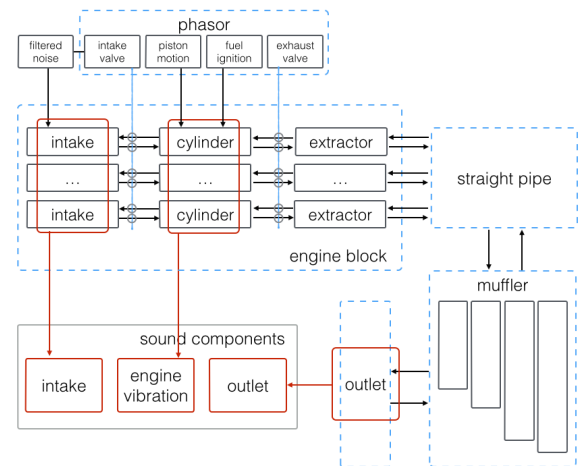 phasor
filtered
noise
intake
valve
piston
motion
fuel
ignition
exhaust
valve
intake
cylinder
extractor
...
...
...
straight pipe
intake
cylinder
extractor
engine block
muffler
sound components
intake
engine
vibration
outlet
outlet